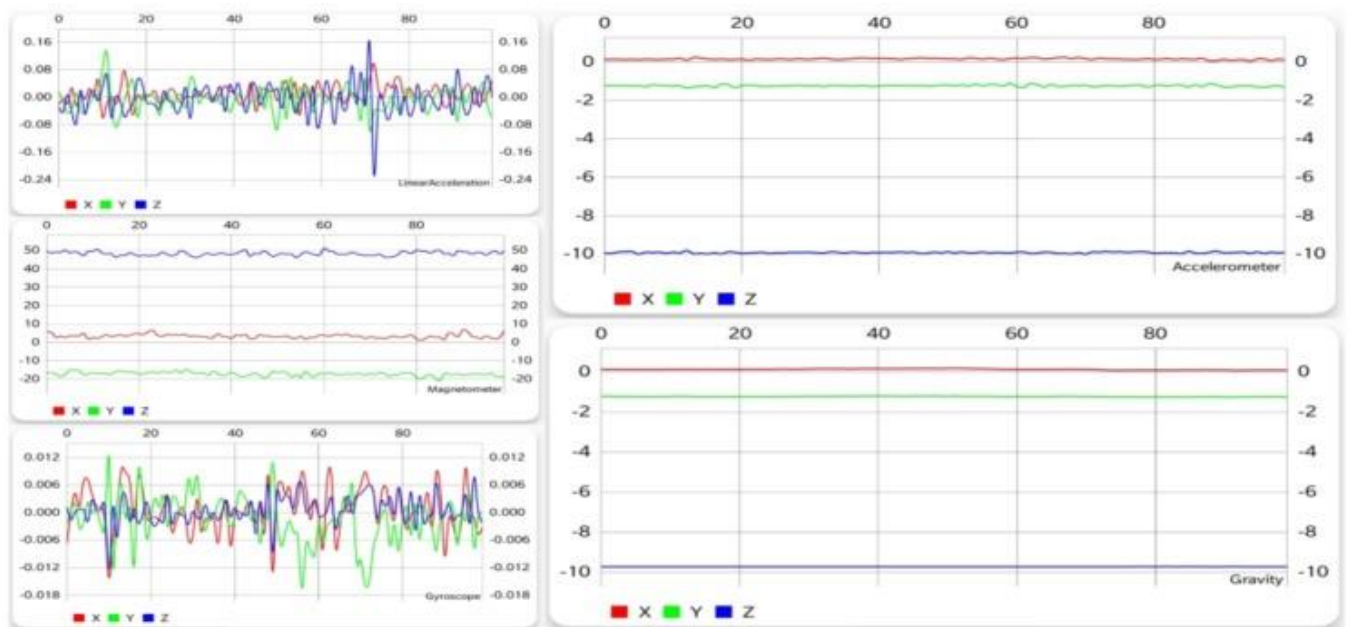 0 20 40 60 80
0.16 0.16
0.08 0.08
0.00 0.00
-0.08 -0.08
-0.16 -0.16
-0.24 -0.24
LinearAcceleration
X Y Z
0 20 40 60 80
50 50
40 40
30 30
20 20
10 10
0 0
-10 -10
-20 -20
Magnetometer
X Y Z
0 20 40 60 80
0.012 0.012
0.006 0.006
0.000 0.000
-0.006 -0.006
-0.012 -0.012
-0.018 -0.018
Gyroscope
X Y Z
0 20 40 60 80
0 0
-2 -2
-4 -4
-6 -6
-8 -8
-10 -10
Accelerometer
X Y Z
0 20 40 60 80
0 0
-2 -2
-4 -4
-6 -6
-8 -8
-10 -10
Gravity
X Y Z